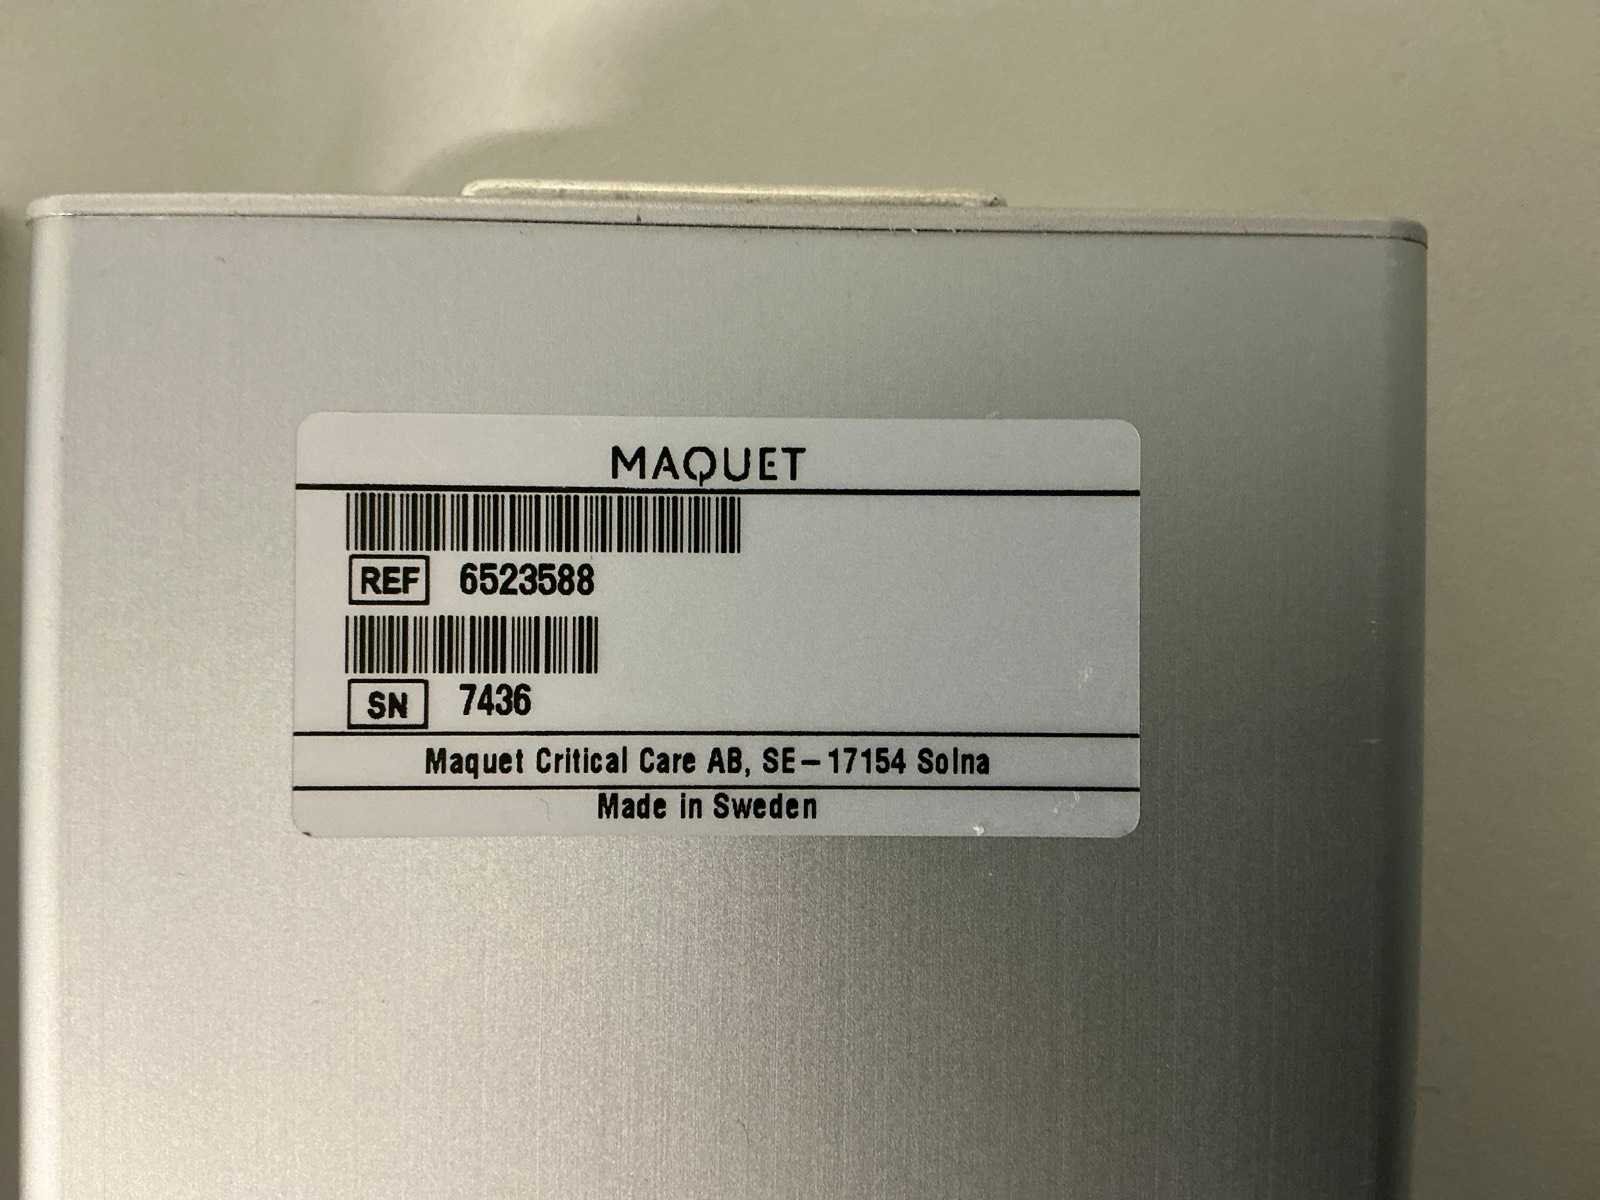 MAQUET
REF 6523588
SN 7436
Maquet Critical Care AB, SE-17154 Solna
Made in Sweden